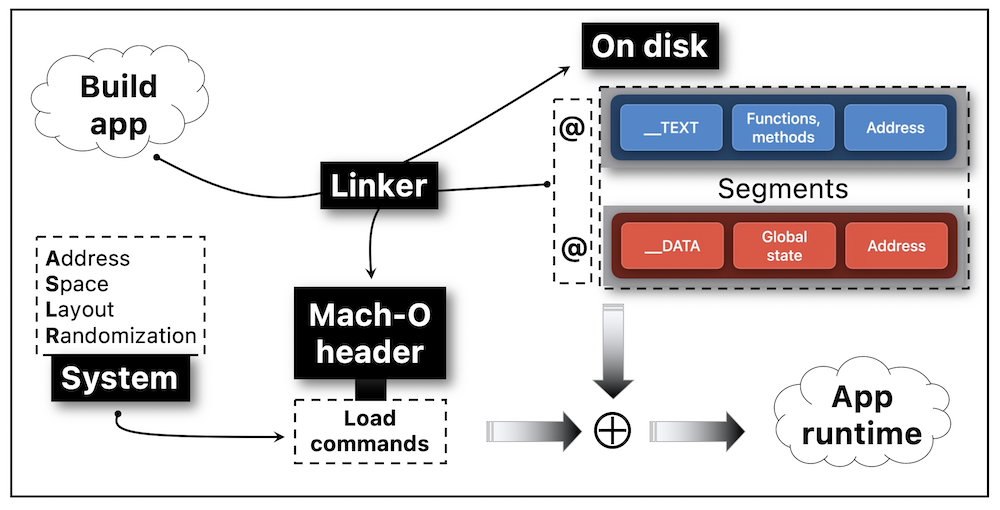 On disk
Build
app
@
__TEXT
Functions,
methods
Address
Linker
Segments
@
__DATA
Global
state
Address
Address
Space
Layout
Randomization
System
Mach-O
header
Load
commands
App
runtime